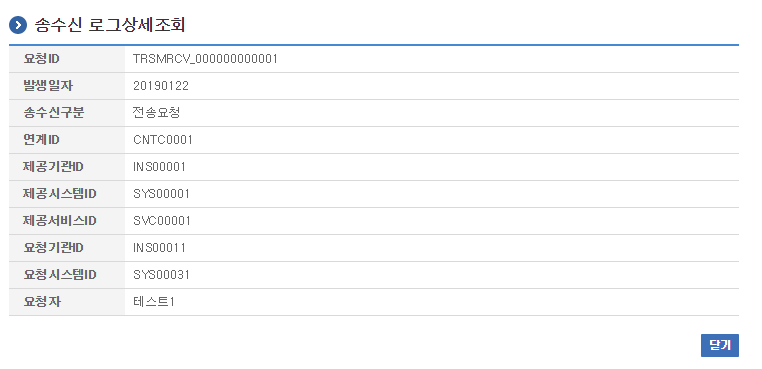 송수신 로그상세조회
요청ID TRSMRCV_000000000001
발생일자 20190122
송수신구분 전송요청
연계ID CNTC0001
제공기관ID INS00001
제공시스템ID SYS00001
제공서비스ID SVC00001
요청기관ID INS00011
요청시스템ID SYS00031
요청자 테스트1
닫기